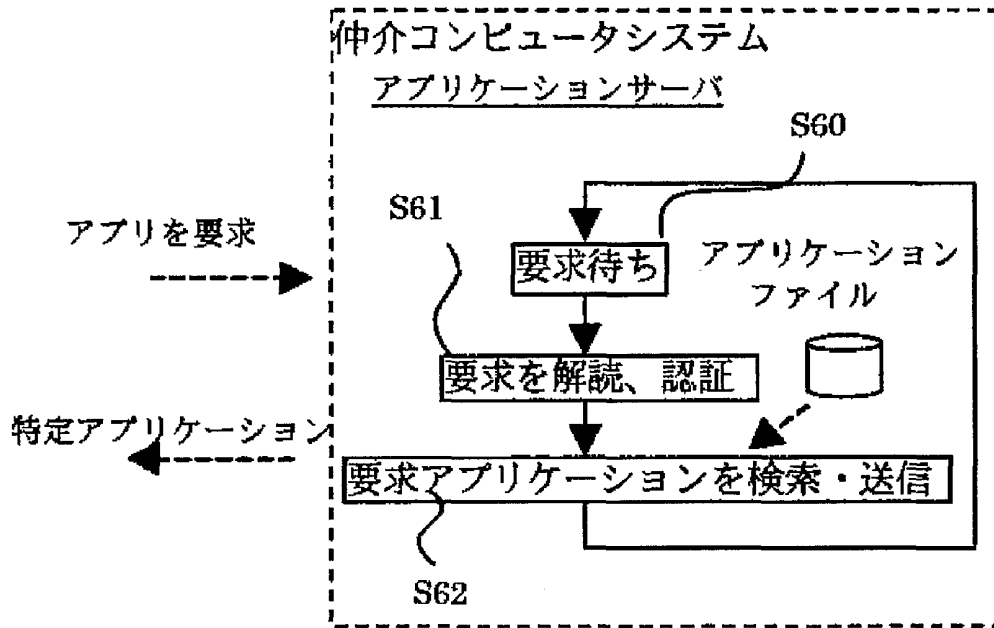 仲介コンピュータシステム
アプリケーションサーバ
S60
S61
アプリを要求
要求待ち
アプリケーション
ファイル
要求を解読、認証
特定アプリケーション
要求アプリケーションを検索・送信
S62